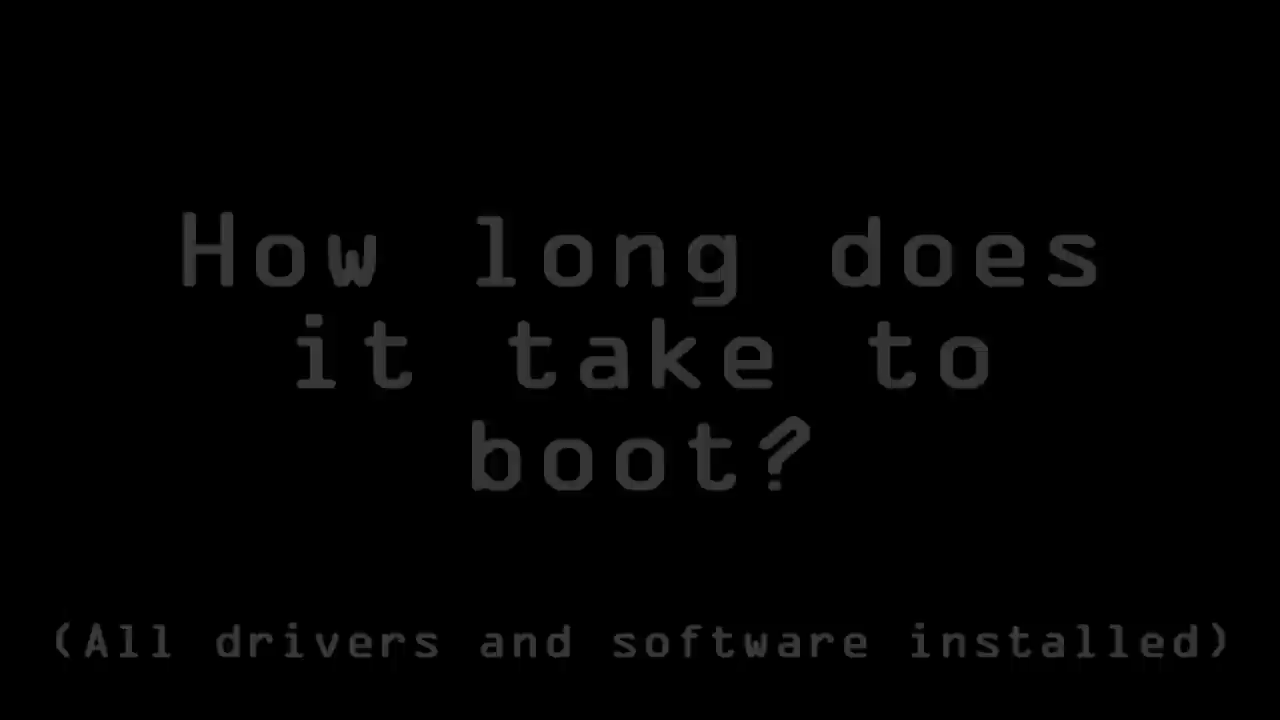 How long does
it take to
boot?
(All drivers and software installed)